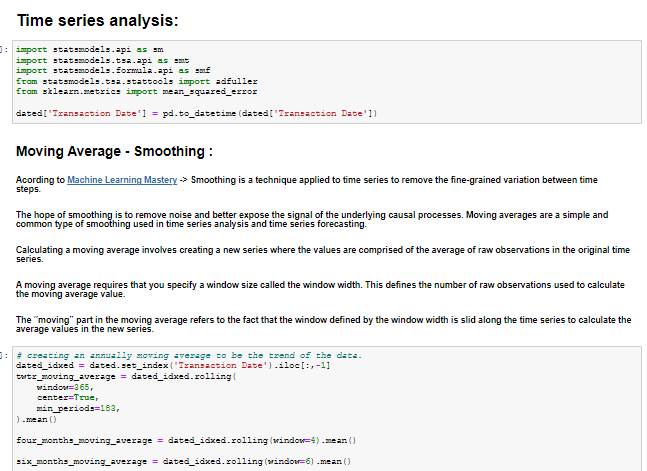 Time series analysis:
]: import statsmodels.api as sm
import statsmodels.tsa.api as smt
import statsmodels.formula.api as smf
from statsmodels.tsa.stattools import adfuller
from sklearn.metrics import mean_squared_error
dated['Transaction Date'] = pd.to_datetime(dated['Transaction Date'])
Moving Average - Smoothing :
Acording to Machine Learning Mastery -> Smoothing is a technique applied to time series to remove the fine-grained variation between time
steps.
The hope of smoothing is to remove noise and better expose the signal of the underlying causal processes. Moving averages are a simple and
common type of smoothing used in time series analysis and time series forecasting.
Calculating a moving average involves creating a new series where the values are comprised of the average of raw observations in the original time
series.
A moving average requires that you specify a window size called the window width. This defines the number of raw observations used to calculate
the moving average value.
The "moving" part in the moving average refers to the fact that the window defined by the window width is slid along the time series to calculate the
average values in the new series.
]: # creating an annually moving average to be the trend of the data.
dated_idxed = dated.set_index('Transaction Date').iloc[:,-1]
twtr_moving_average = dated_idxed.rolling(
window=365,
center=True,
min_periods=183,
).mean()
four_months_moving_average = dated_idxed.rolling(window=4).mean()
six_months_moving_average = dated_idxed.rolling(window=6).mean()